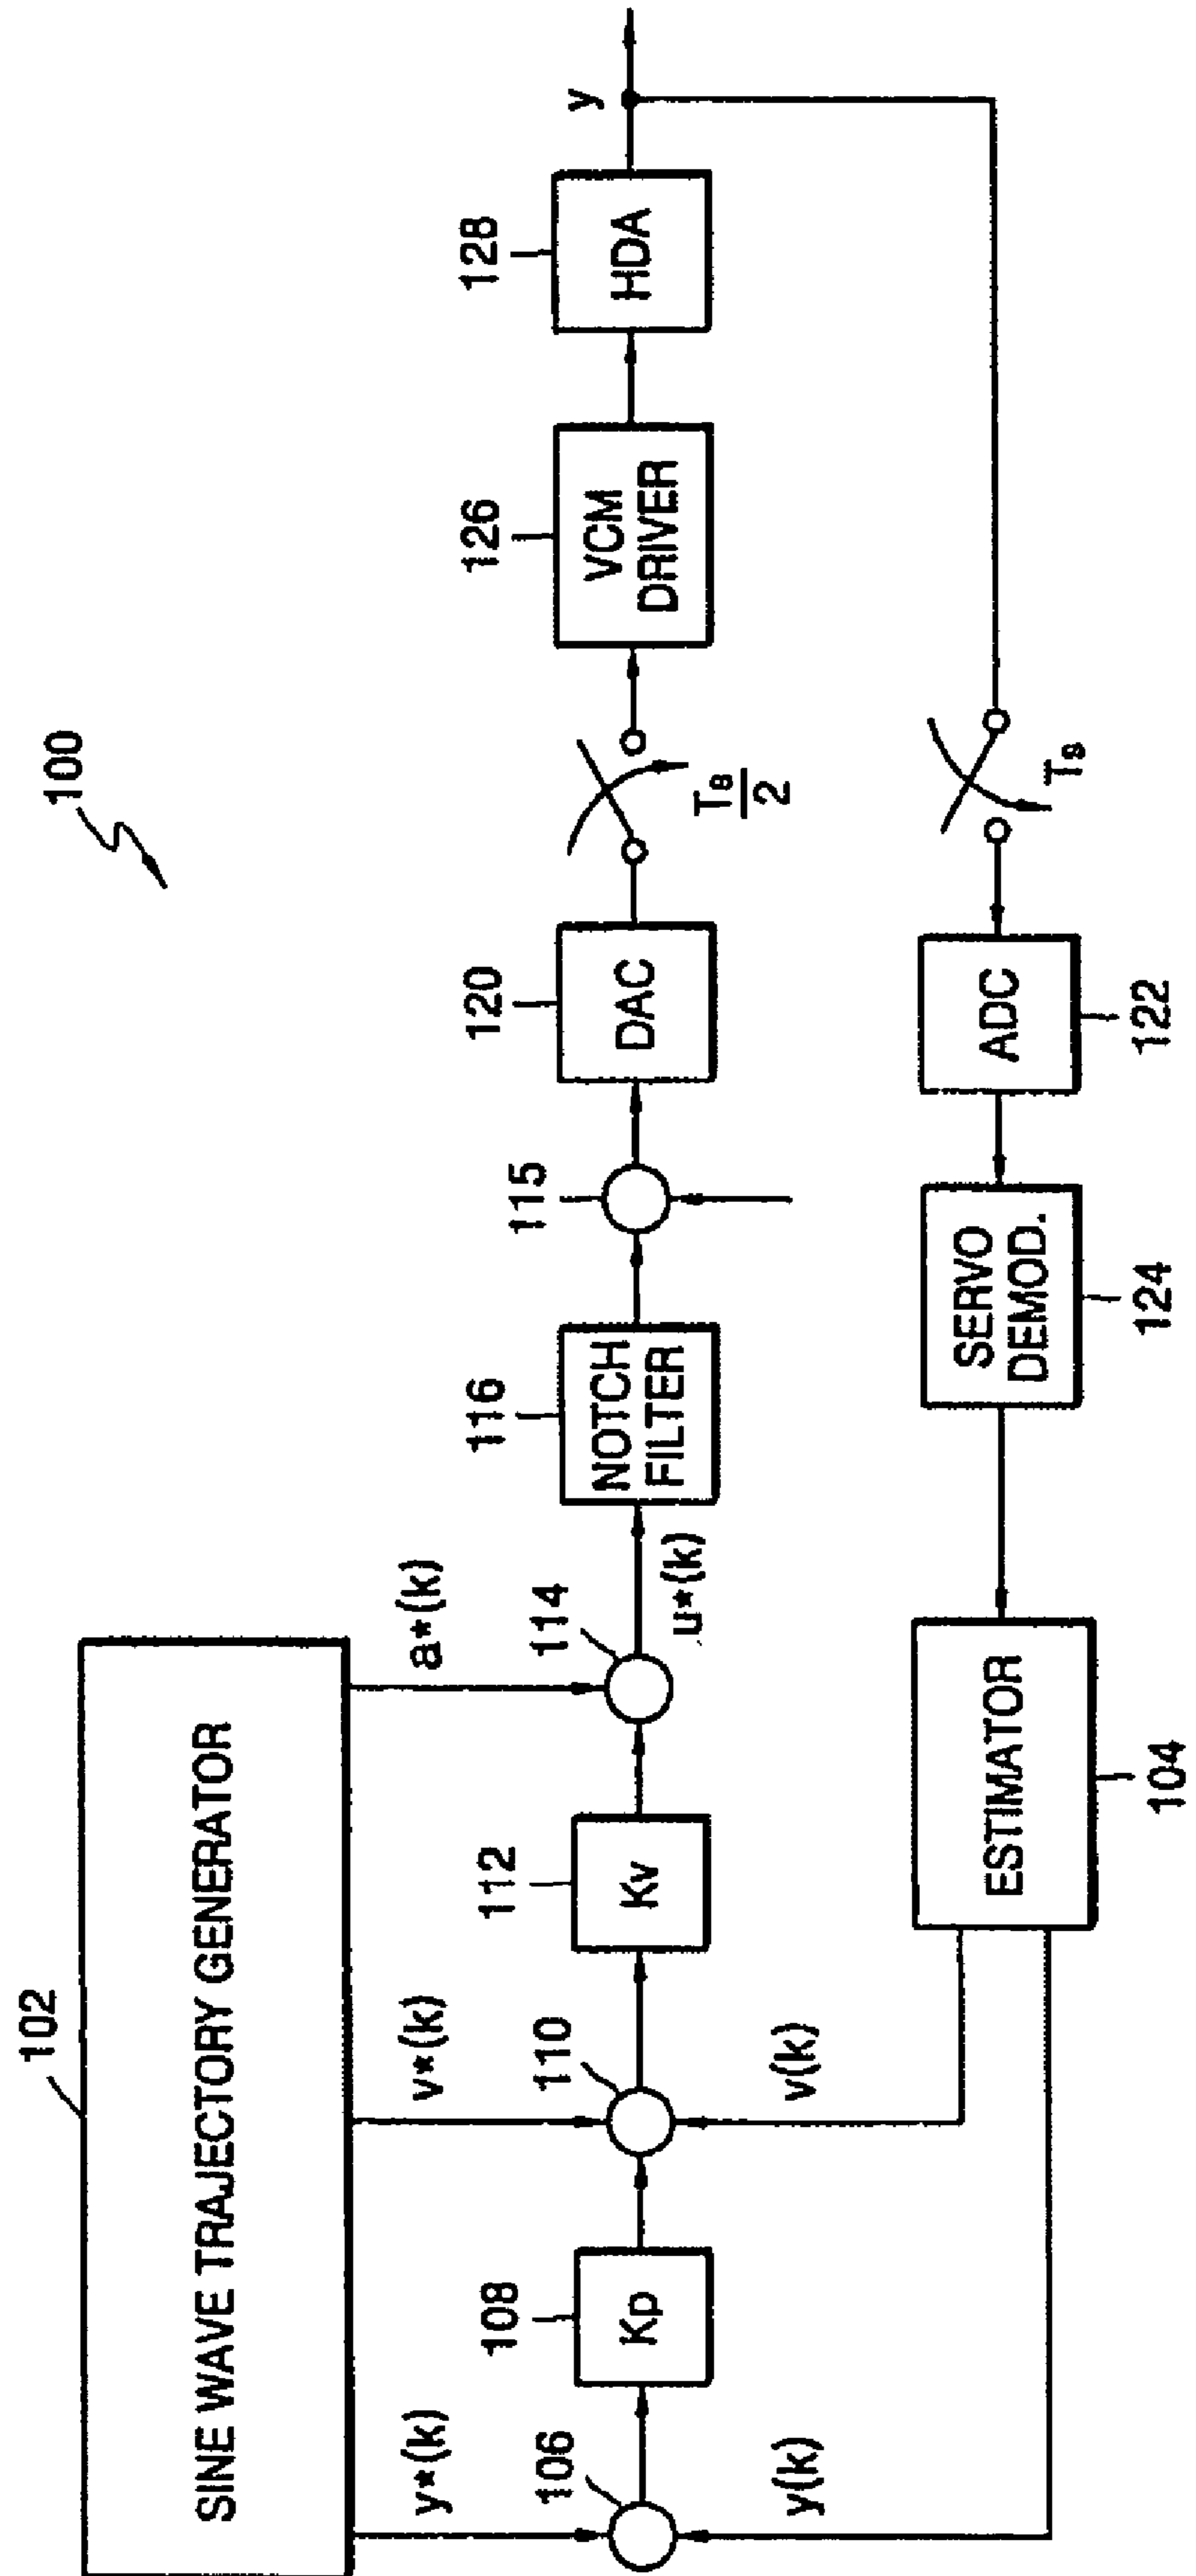 100
102
SINE WAVE TRAJECTORY GENERATOR
y*(k)
v*(k)
a*(k)
106
108
Kp
110
112
Kv
114
u*(k)
116
NOTCH
FILTER
115
120
DAC
Ts
2
126
VCM
DRIVER
128
HDA
y
y(k)
v(k)
ESTIMATOR
104
SERVO
DEMOD.
124
ADC
122
Ts